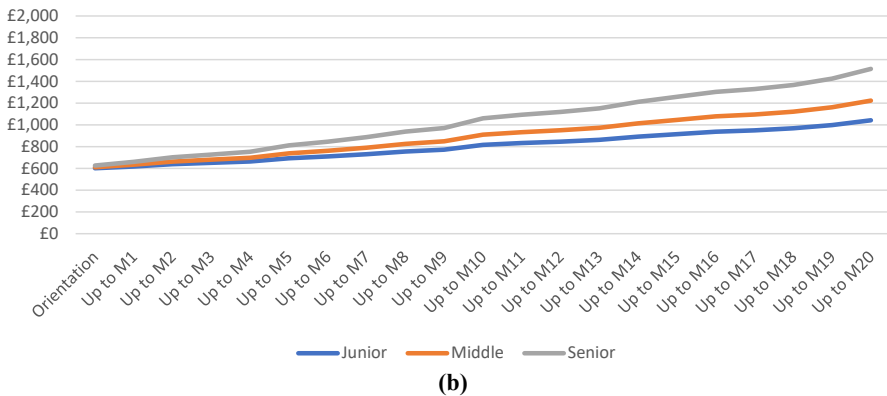 £2,000
£1,800
£1,600
£1,400
£1,200
£1,000
£800
£600
£400
£200
£0
Orientation
Up to M1
Up to M2
Up to M3
Up to M4
Up to M5
Up to M6
Up to M7
Up to M8
Up to M9
Up to M10
Up to M11
Up to M12
Up to M13
Up to M14
Up to M15
Up to M16
Up to M17
Up to M18
Up to M19
Up to M20
Junior Middle Senior
(b)